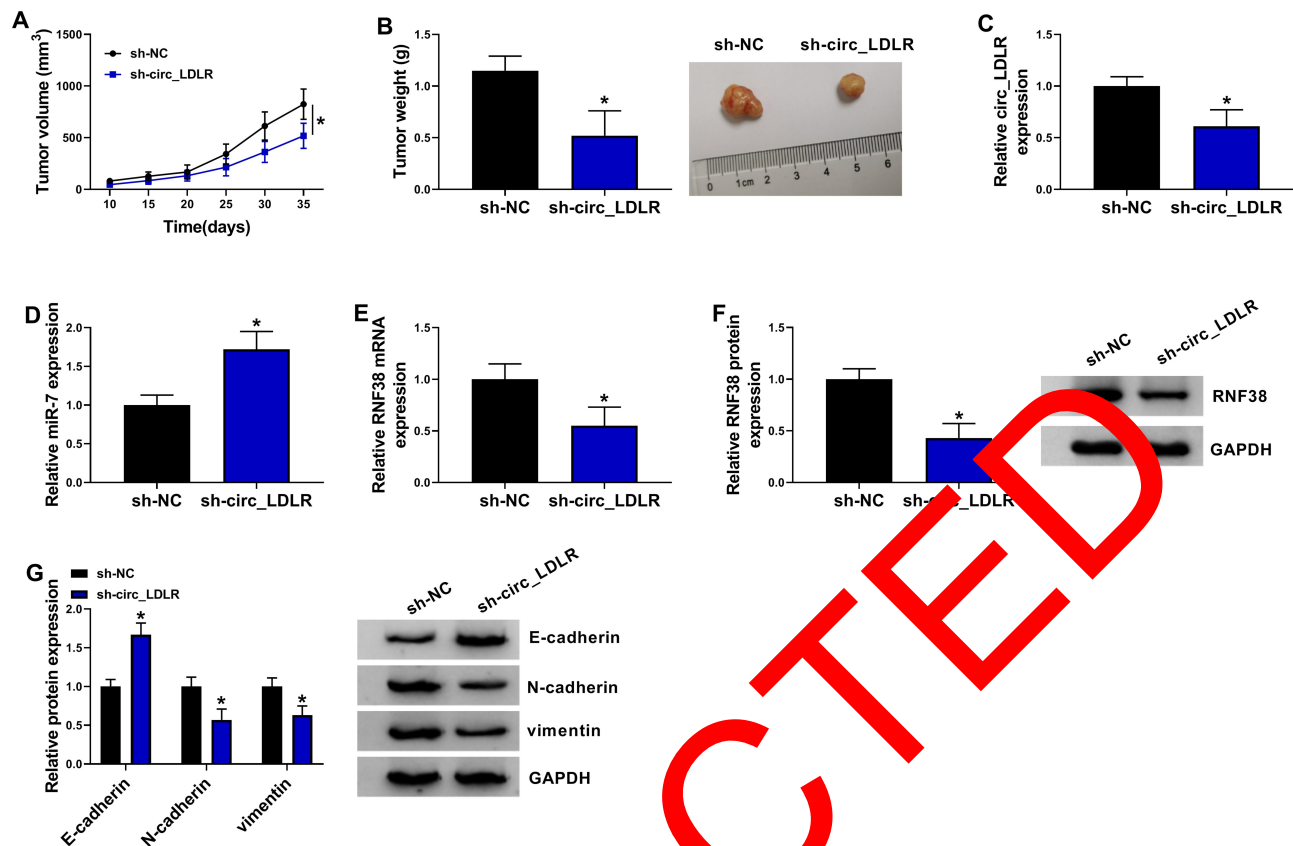 A
Tumor volume (mm³)
1500
1000
500
0
sh-NC
sh-circ_LDLR
*
10 15 20 25 30 35
Time(days)
B
Tumor weight (g)
1.5
1.0
0.5
0.0
*
sh-NC sh-circ_LDLR
sh-NC sh-circ_LDLR
0 1cm 2 3 4 5 6
C
Relative circ_LDLR
expression
1.5
1.0
0.5
0.0
*
sh-NC sh-circ_LDLR
D
Relative miR-7 expression
2.0
1.5
1.0
0.5
0.0
*
sh-NC sh-circ_LDLR
E
Relative RNF38 mRNA
expression
1.5
1.0
0.5
0.0
*
sh-NC sh-circ_LDLR
F
Relative RNF38 protein
expression
1.5
1.0
0.5
0.0
*
sh-NC sh-circ_LDLR
sh-NC sh-circ_LDLR
RNF38
GAPDH
G
Relative protein expression
sh-NC
sh-circ_LDLR
2.0
1.5
1.0
0.5
0.0
* * *
E-cadherin N-cadherin vimentin
sh-NC sh-circ_LDLR
E-cadherin
N-cadherin
vimentin
GAPDH
CTED